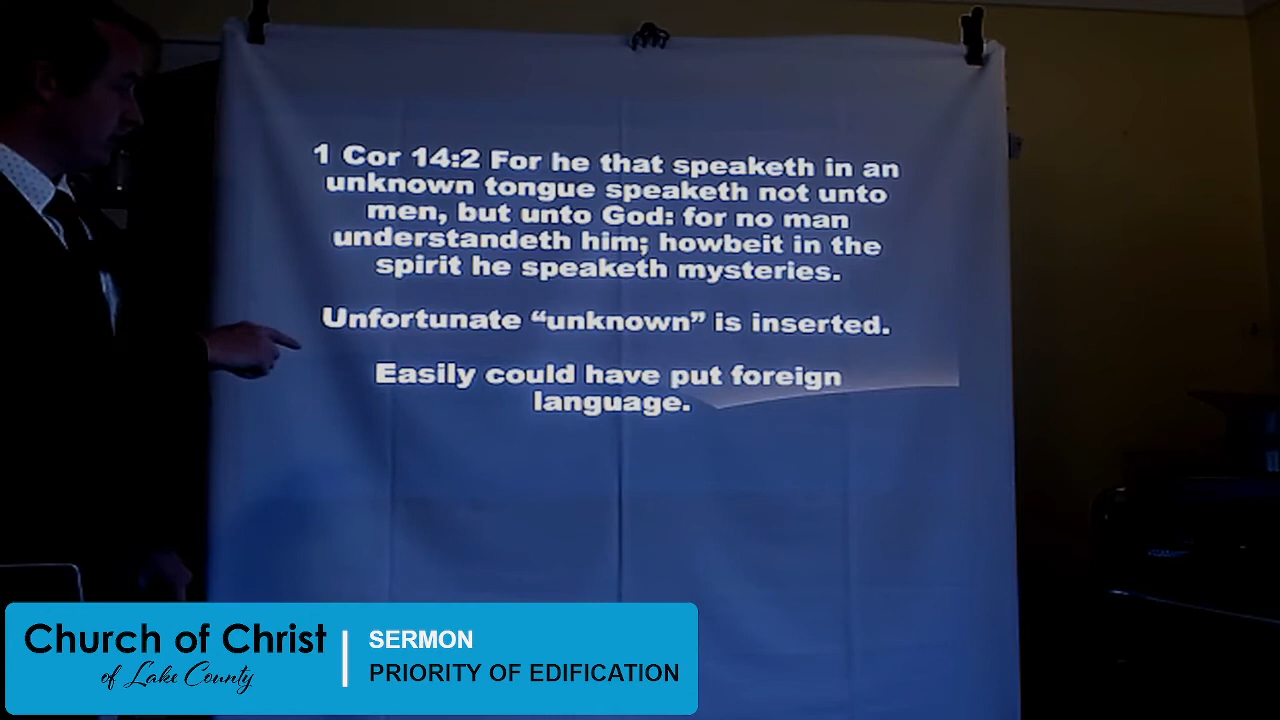 1 Cor 14:2 For he that speaketh in an
unknown tongue speaketh not unto
men, but unto God: for no man
understandeth him; howbeit in the
spirit he speaketh mysteries.
Unfortunate “unknown” is inserted.
Easily could have put foreign
language.
Church of Christ
of Lake County
SERMON
PRIORITY OF EDIFICATION